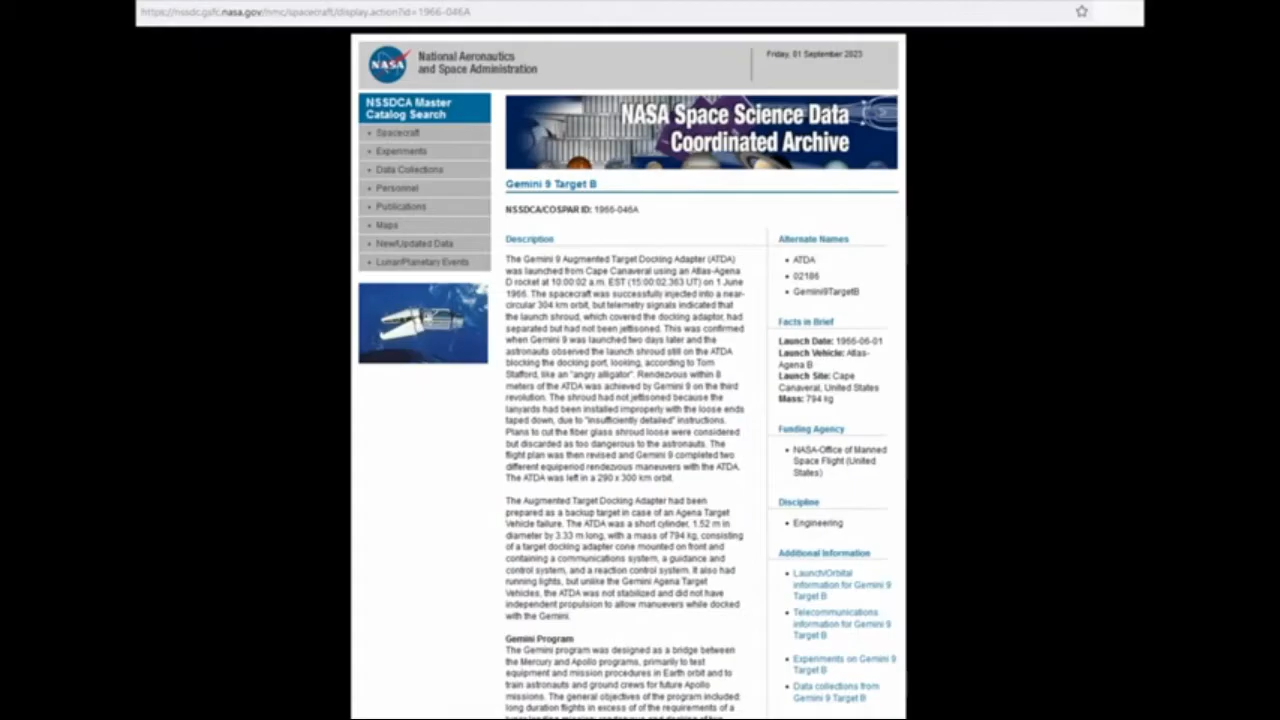 https://nssdc.gsfc.nasa.gov/nmc/spacecraft/display.action?id=1966-046A
NASA
National Aeronautics
and Space Administration
Friday, 01 September 2023
NSSDCA Master
Catalog Search
Spacecraft
Experiments
Data Collections
Personnel
Publications
Maps
New/Updated Data
Lunar/Planetary Events
NASA Space Science Data
Coordinated Archive
Gemini 9 Target B
NSSDCA/COSPAR ID: 1966-046A
Description
The Gemini 9 Augmented Target Docking Adapter (ATDA)
was launched from Cape Canaveral using an Atlas-Agena
D rocket at 10:00:02 a.m. EST (15:00:02.363 UT) on 1 June
1966. The spacecraft was successfully injected into a near-
circular 304 km orbit, but telemetry signals indicated that
the launch shroud, which covered the docking adaptor, had
separated but had not been jettisoned. This was confirmed
when Gemini 9 was launched two days later and the
astronauts observed the launch shroud still on the ATDA
blocking the docking port, looking, according to Tom
Stafford, like an "angry alligator". Rendezvous within 8
meters of the ATDA was achieved by Gemini 9 on the third
revolution. The shroud had not jettisoned because the
lanyards had been installed improperly with the loose ends
taped down, due to "insufficiently detailed" instructions.
Plans to cut the fiber glass shroud loose were considered
but discarded as too dangerous to the astronauts. The
flight plan was then revised and Gemini 9 completed two
different equiperiod rendezvous maneuvers with the ATDA.
The ATDA was left in a 290 x 300 km orbit.
The Augmented Target Docking Adapter had been
prepared as a backup target in case of an Agena Target
Vehicle failure. The ATDA was a short cylinder, 1.52 m in
diameter by 3.33 m long, with a mass of 794 kg, consisting
of a target docking adapter cone mounted on front and
containing a communications system, a guidance and
control system, and a reaction control system. It also had
running lights, but unlike the Gemini Agena Target
Vehicles, the ATDA was not stabilized and did not have
independent propulsion to allow manuevers while docked
with the Gemini.
Gemini Program
The Gemini program was designed as a bridge between
the Mercury and Apollo programs, primarily to test
equipment and mission procedures in Earth orbit and to
train astronauts and ground crews for future Apollo
missions. The general objectives of the program included:
long duration flights in excess of of the requirements of a
Alternate Names
ATDA
02186
Gemini9TargetB
Facts in Brief
Launch Date: 1966-06-01
Launch Vehicle: Atlas-
Agena B
Launch Site: Cape
Canaveral, United States
Mass: 794 kg
Funding Agency
NASA-Office of Manned
Space Flight (United
States)
Discipline
Engineering
Additional Information
Launch/Orbital
information for Gemini 9
Target B
Telecommunications
information for Gemini 9
Target B
Experiments on Gemini 9
Target B
Data collections from
Gemini 9 Target B